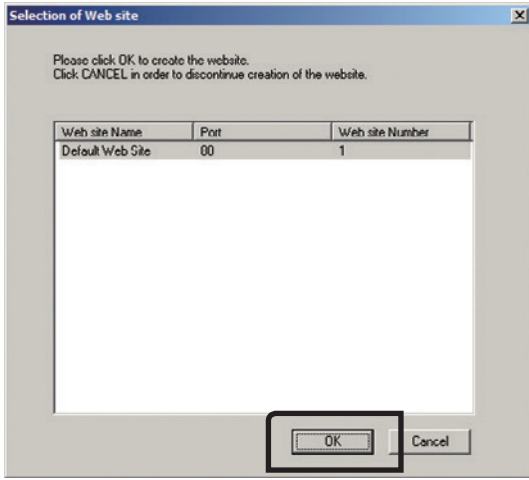 Selection of Web site
Please click OK to create the website.
Click CANCEL in order to discontinue creation of the website.
Web site Name Port Web site Number
Default Web Site 80 1
OK Cancel